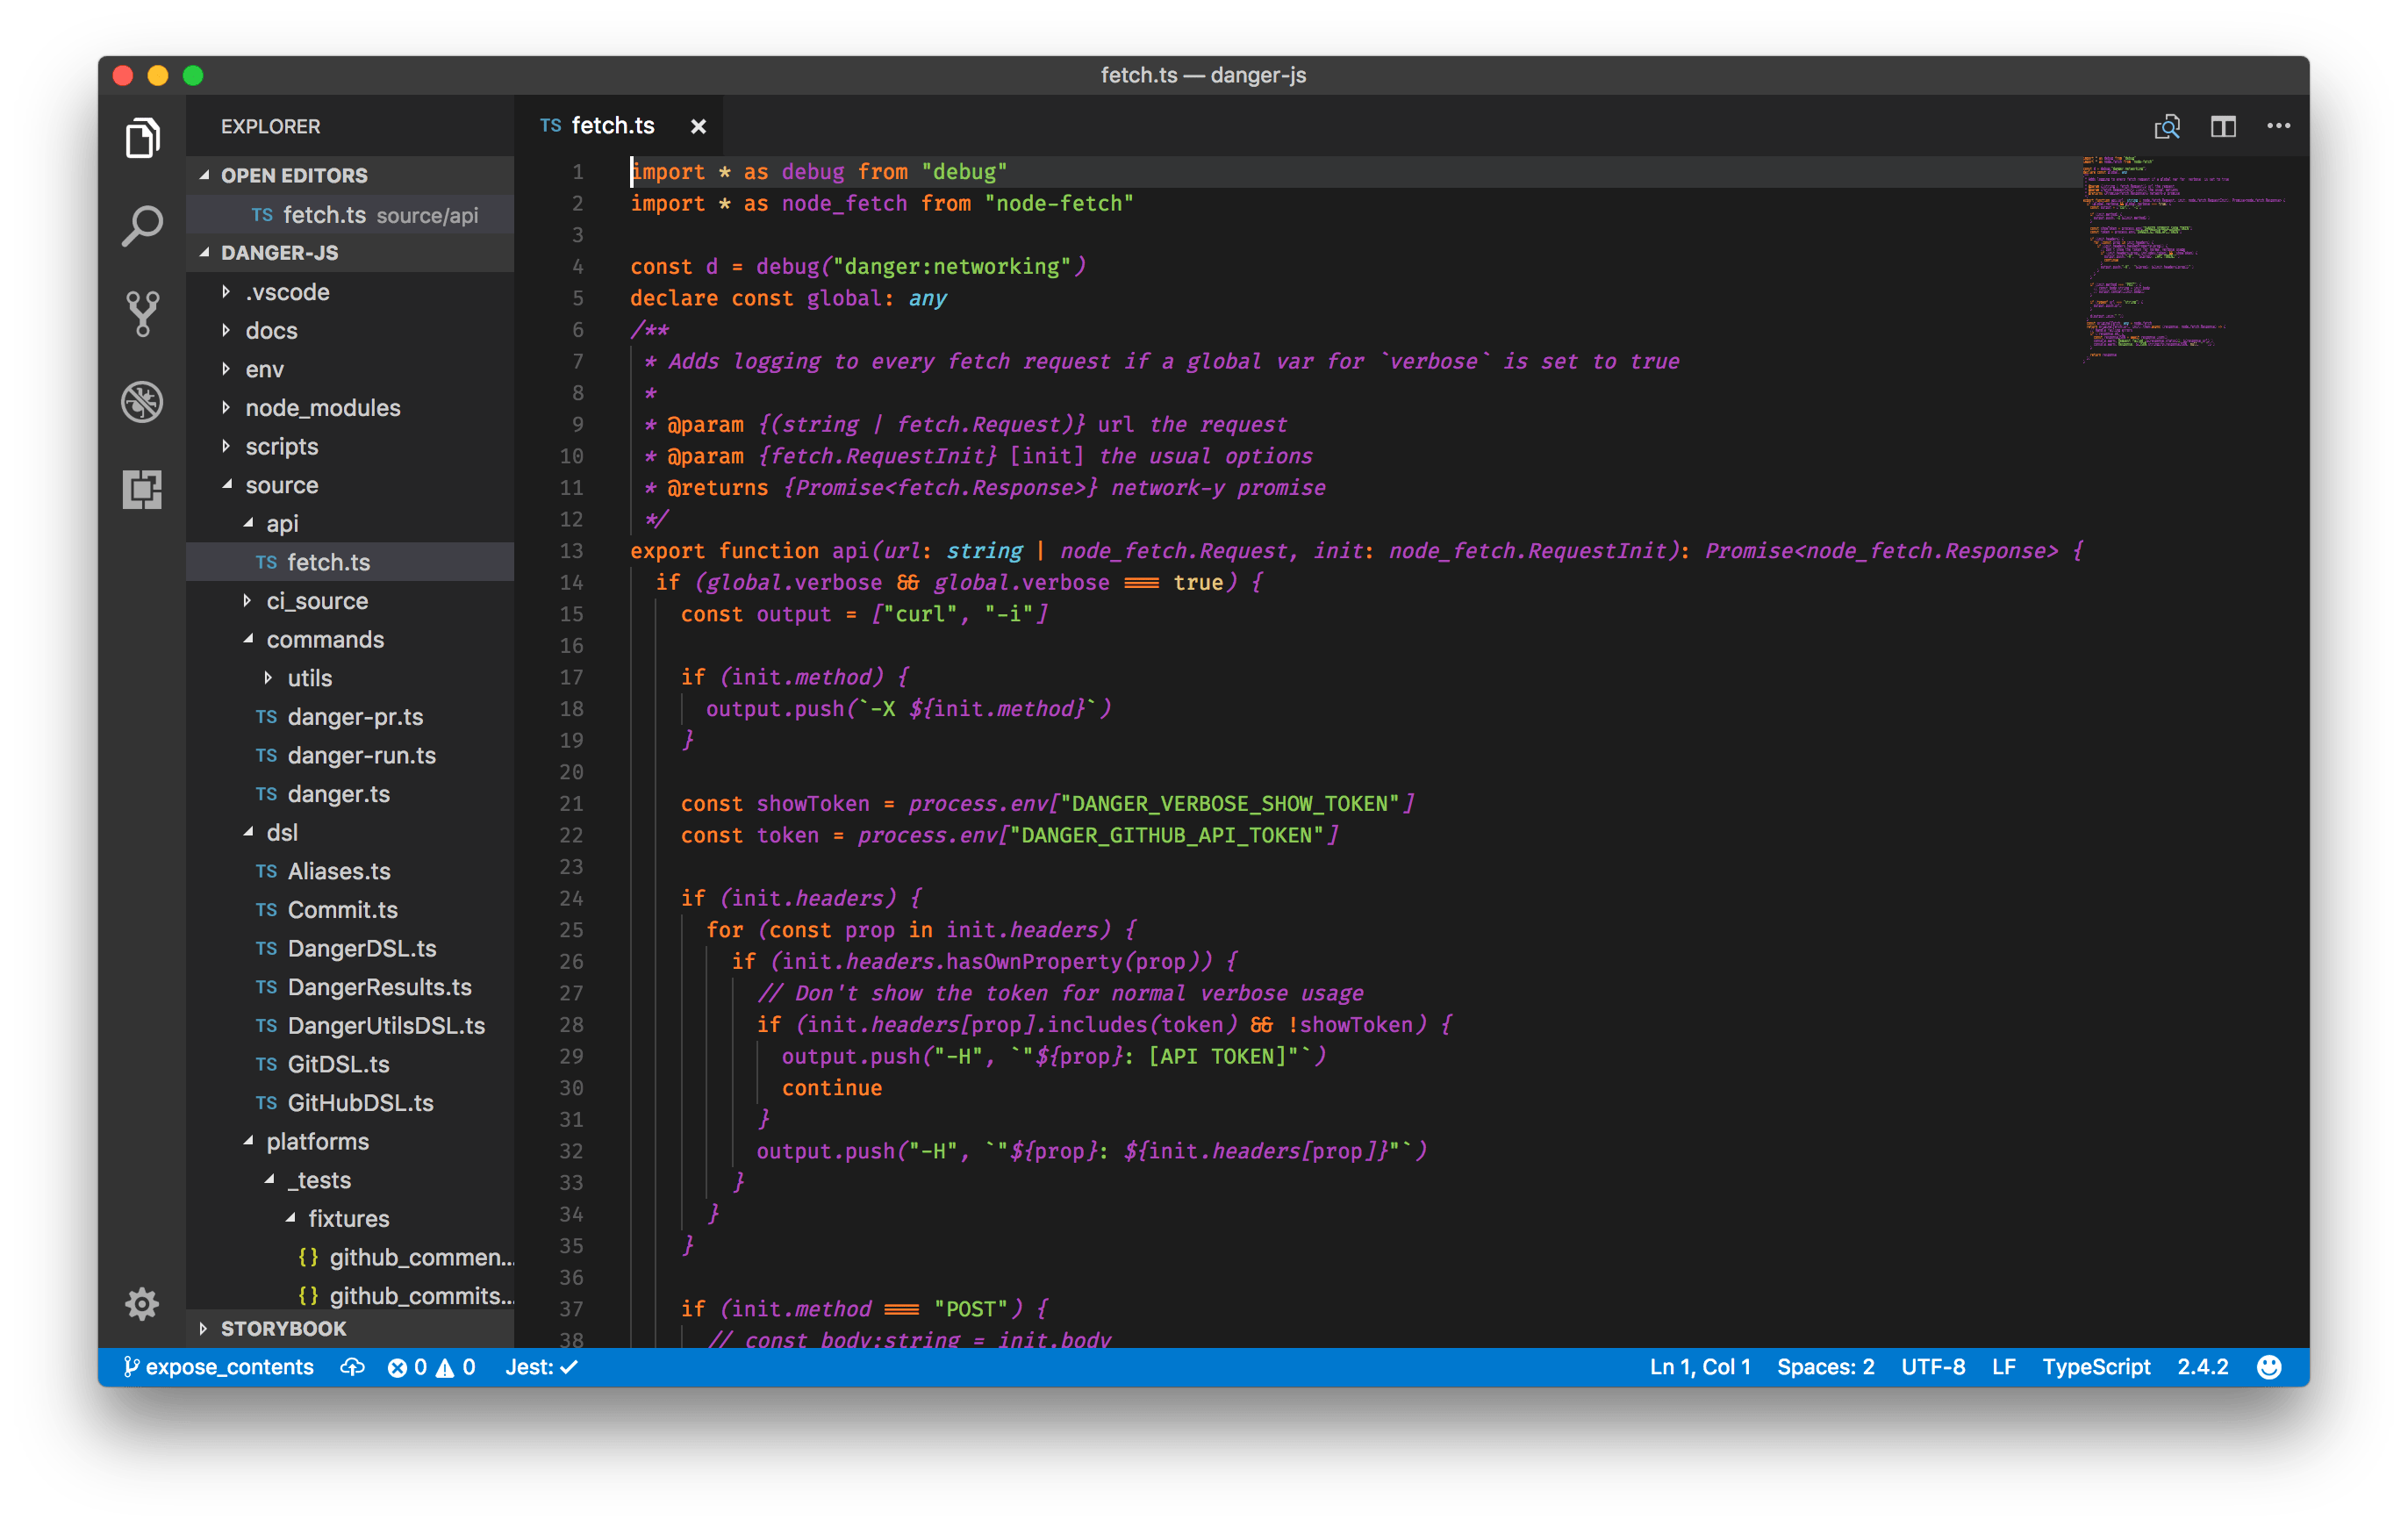 fetch.ts — danger-js
EXPLORER
OPEN EDITORS
TS fetch.ts source/api
DANGER-JS
.vscode
docs
env
node_modules
scripts
source
api
TS fetch.ts
ci_source
commands
utils
TS danger-pr.ts
TS danger-run.ts
TS danger.ts
dsl
TS Aliases.ts
TS Commit.ts
TS DangerDSL.ts
TS DangerResults.ts
TS DangerUtilsDSL.ts
TS GitDSL.ts
TS GitHubDSL.ts
platforms
_tests
fixtures
{} github_commen...
{} github_commits...
STORYBOOK
TS fetch.ts ×
1 import * as debug from "debug"
2 import * as node_fetch from "node-fetch"
3
4 const d = debug("danger:networking")
5 declare const global: any
6 /**
7 * Adds logging to every fetch request if a global var for `verbose` is set to true
8 *
9 * @param {(string | fetch.Request)} url the request
10 * @param {fetch.RequestInit} [init] the usual options
11 * @returns {Promise<fetch.Response>} network-y promise
12 */
13 export function api(url: string | node_fetch.Request, init: node_fetch.RequestInit): Promise<node_fetch.Response> {
14 if (global.verbose && global.verbose === true) {
15 const output = ["curl", "-i"]
16
17 if (init.method) {
18 output.push(`-X ${init.method}`)
19 }
20
21 const showToken = process.env["DANGER_VERBOSE_SHOW_TOKEN"]
22 const token = process.env["DANGER_GITHUB_API_TOKEN"]
23
24 if (init.headers) {
25 for (const prop in init.headers) {
26 if (init.headers.hasOwnProperty(prop)) {
27 // Don't show the token for normal verbose usage
28 if (init.headers[prop].includes(token) && !showToken) {
29 output.push("-H", `"${prop}: [API TOKEN]"`)
30 continue
31 }
32 output.push("-H", `"${prop}: ${init.headers[prop]}"`)
33 }
34 }
35 }
36
37 if (init.method === "POST") {
38 // const body:string = init.body
expose_contents 0 0 Jest: ✓ Ln 1, Col 1 Spaces: 2 UTF-8 LF TypeScript 2.4.2